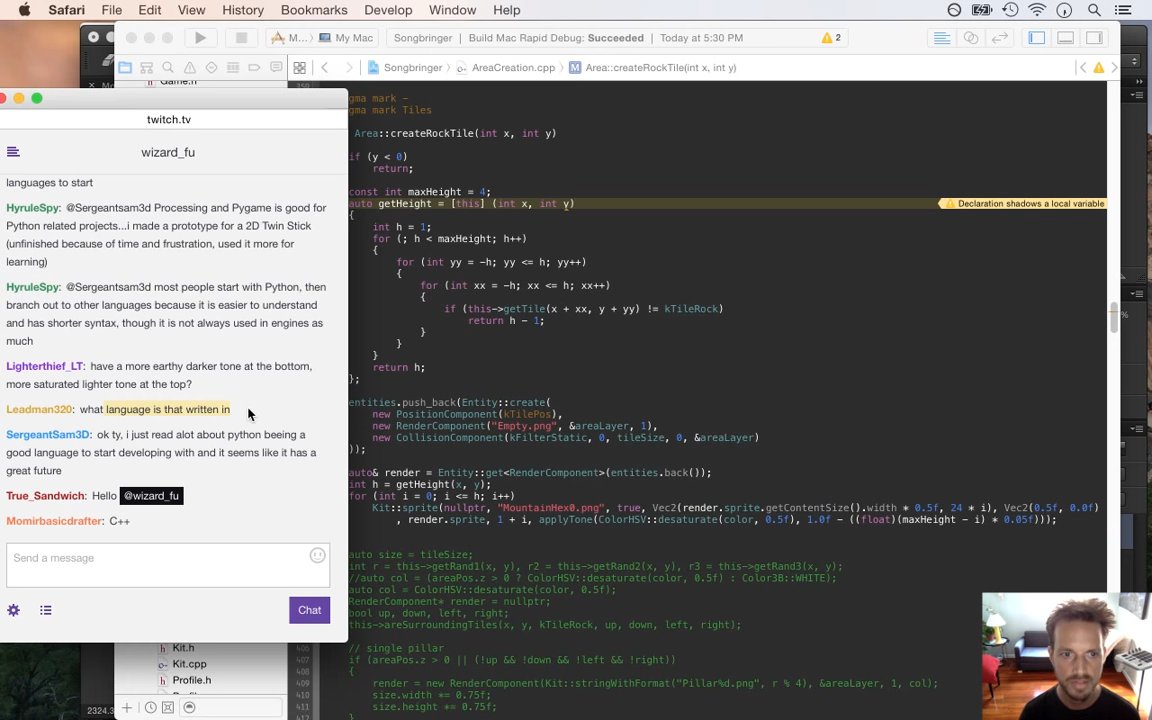 Safari File Edit View History Bookmarks Develop Window Help
M... My Mac Songbringer | Build Mac Rapid Debug: Succeeded | Today at 5:30 PM 2
Songbringer AreaCreation.cpp M Area::createRockTile(int x, int y)
Game.h
twitch.tv
wizard_fu
languages to start
HyruleSpy: @Sergeantsam3d Processing and Pygame is good for
Python related projects...i made a prototype for a 2D Twin Stick
(unfinished because of time and frustration, used it more for
learning)
HyruleSpy: @Sergeantsam3d most people start with Python, then
branch out to other languages because it is easier to understand
and has shorter syntax, though it is not always used in engines as
much
Lighterthief_LT: have a more earthy darker tone at the bottom,
more saturated lighter tone at the top?
Leadman320: what language is that written in
SergeantSam3D: ok ty, i just read alot about python beeing a
good language to start developing with and it seems like it has a
great future
True_Sandwich: Hello @wizard_fu
Momirbasicdrafter: C++
Send a message
Chat
Kit.h
Kit.cpp
Profile.h
2324.3
gma mark -
gma mark Tiles
Area::createRockTile(int x, int y)
if (y < 0)
return;
const int maxHeight = 4;
auto getHeight = [this] (int x, int y)
Declaration shadows a local variable
{
int h = 1;
for (; h < maxHeight; h++)
{
for (int yy = -h; yy <= h; yy++)
{
for (int xx = -h; xx <= h; xx++)
{
if (this->getTile(x + xx, y + yy) != kTileRock)
return h - 1;
}
}
}
return h;
};
entities.push_back(Entity::create(
new PositionComponent(kTilePos),
new RenderComponent("Empty.png", &areaLayer, 1),
new CollisionComponent(kFilterStatic, 0, tileSize, 0, &areaLayer)
));
auto& render = Entity::get<RenderComponent>(entities.back());
int h = getHeight(x, y);
for (int i = 0; i <= h; i++)
Kit::sprite(nullptr, "MountainHex0.png", true, Vec2(render.sprite.getContentSize().width * 0.5f, 24 * i), Vec2(0.5f, 0.0f)
, render.sprite, 1 + i, applyTone(ColorHSV::desaturate(color, 0.5f), 1.0f - ((float)(maxHeight - i) * 0.05f)));
auto size = tileSize;
int r = this->getRand1(x, y), r2 = this->getRand2(x, y), r3 = this->getRand3(x, y);
//auto col = (areaPos.z > 0 ? ColorHSV::desaturate(color, 0.5f) : Color3B::WHITE);
auto col = ColorHSV::desaturate(color, 0.5f);
RenderComponent* render = nullptr;
bool up, down, left, right;
this->areSurroundingTiles(x, y, kTileRock, up, down, left, right);
406 // single pillar
407 if (areaPos.z > 0 || (!up && !down && !left && !right))
408 {
409 render = new RenderComponent(Kit::stringWithFormat("Pillar%d.png", r % 4), &areaLayer, 1, col);
410 size.width *= 0.75f;
411 size.height *= 0.75f;